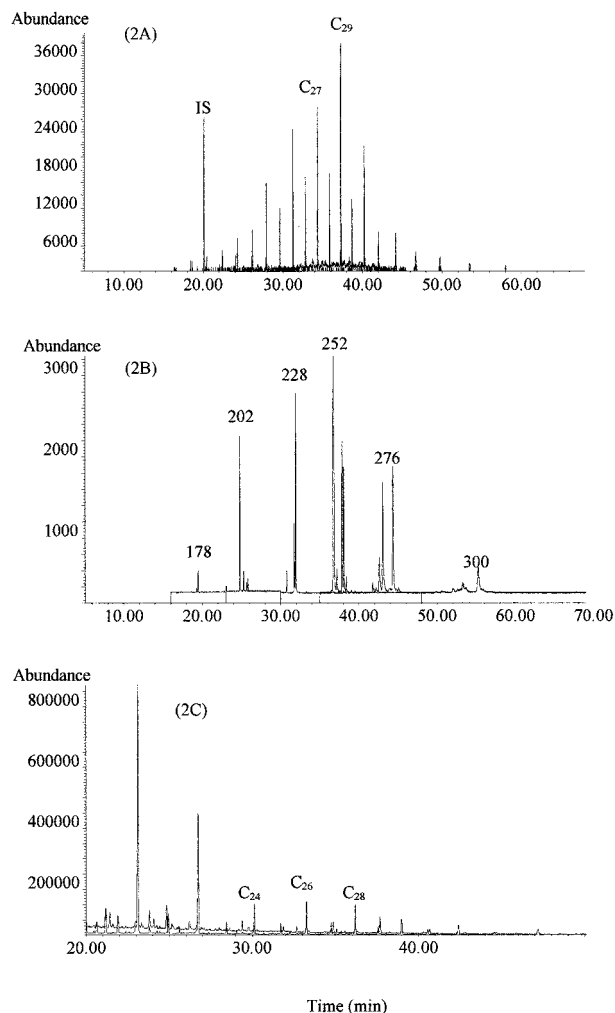 Abundance
(2A)
C₂₉
36000
30000
C₂₇
IS
24000
18000
12000
6000
10.00 20.00 30.00 40.00 50.00 60.00
Abundance
(2B)
252
3000
228
202
2000
276
1000
178
300
10.00 20.00 30.00 40.00 50.00 60.00 70.00
Abundance
(2C)
800000
600000
400000
200000
C₂₄
C₂₆
C₂₈
20.00 30.00 40.00
Time (min)